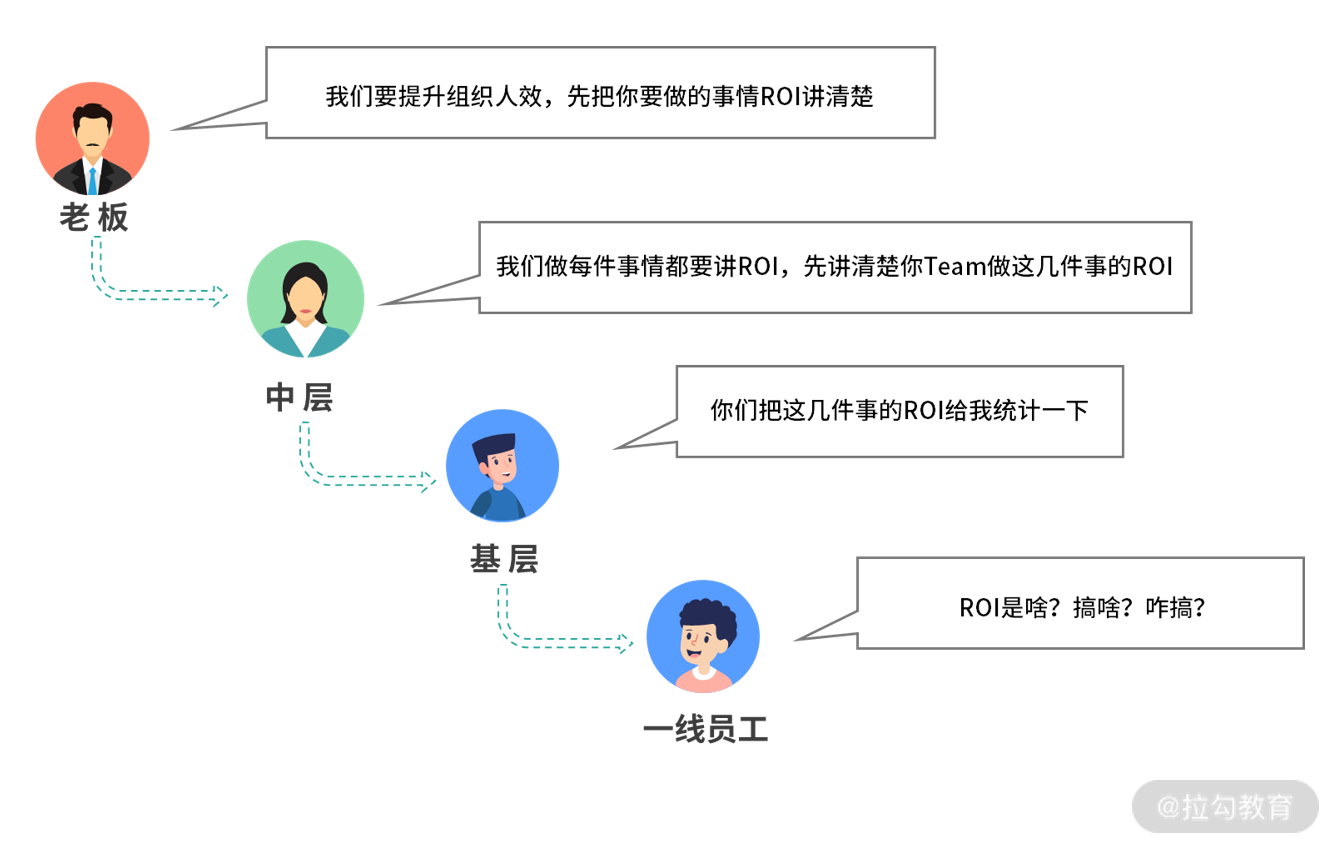 我们要提升组织人效，先把你要做的事情ROI讲清楚
老板
我们做每件事情都要讲ROI，先讲清楚你Team做这几件事的ROI
中层
你们把这几件事的ROI给我统计一下
基层
ROI是啥？搞啥？咋搞？
一线员工
@拉勾教育